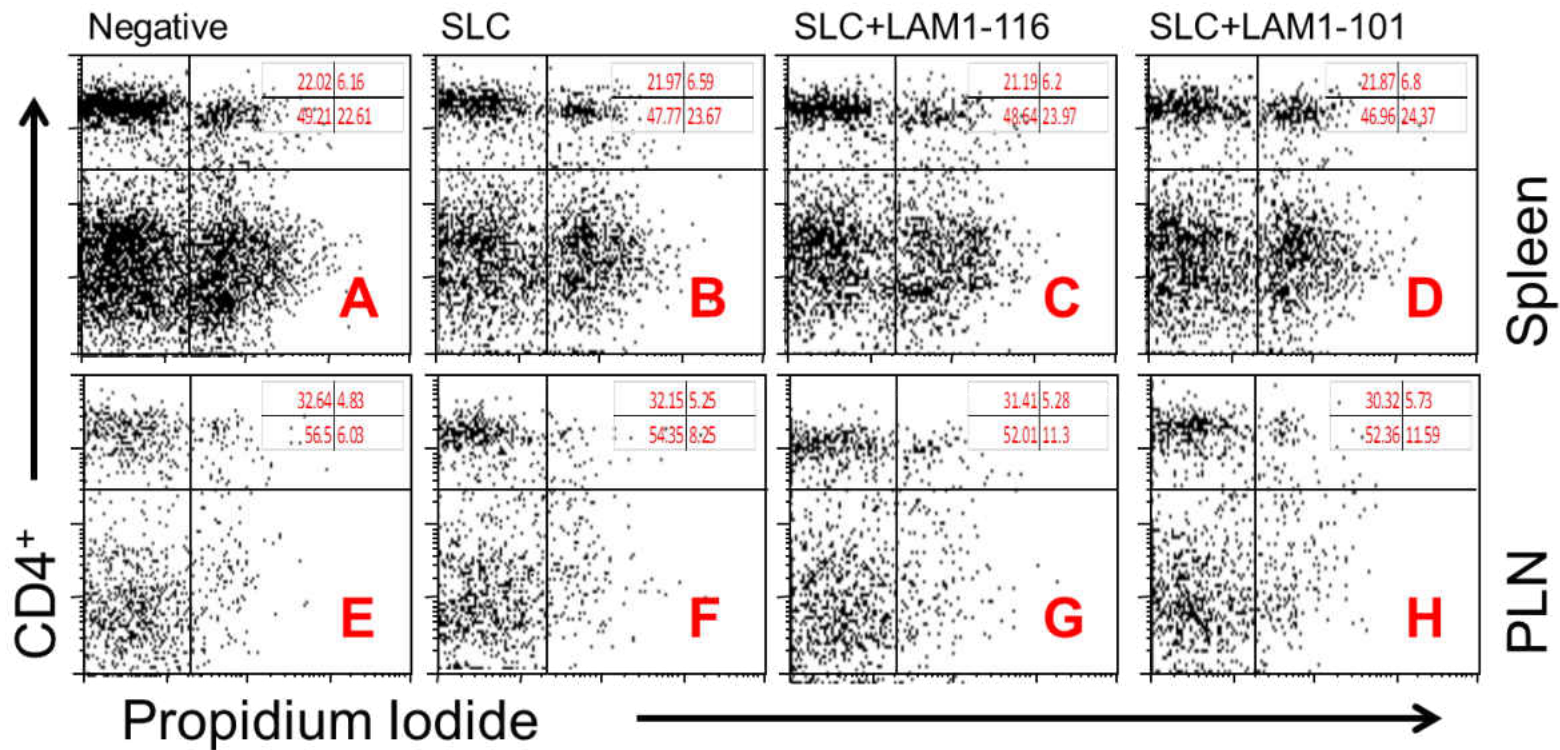 Negative SLC SLC+LAM1-116 SLC+LAM1-101
22.02 6.16 21.97 6.59 21.19 6.2 21.87 6.8
49.21 22.61 47.77 23.67 48.64 23.97 46.96 24.37
A B C D
Spleen
32.64 4.83 32.15 5.25 31.41 5.28 30.32 5.73
56.5 6.03 54.35 8.25 52.01 11.3 52.36 11.59
E F G H
PLN
CD4⁺
Propidium Iodide